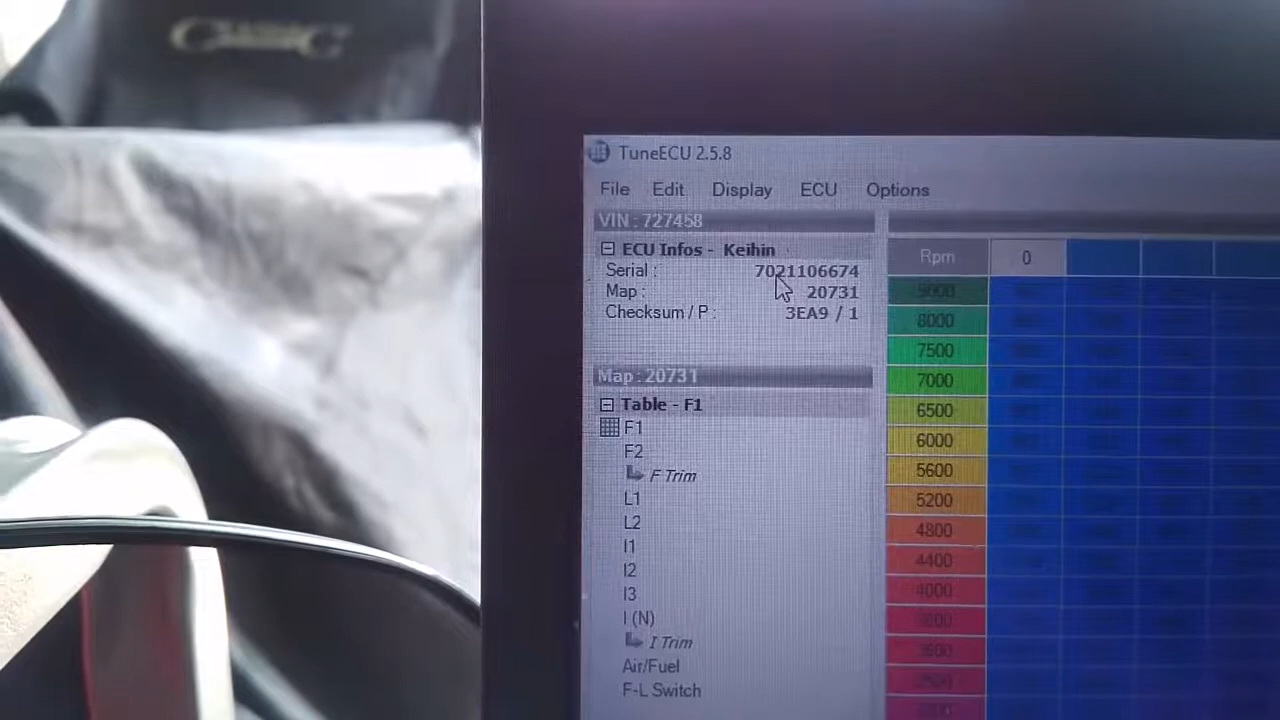 CLASSIC
TuneECU 2.5.8
File Edit Display ECU Options
VIN : 727458
ECU Infos - Keihin
Serial : 7021106674
Map : 20731
Checksum / P : 3EA9 / 1
Map : 20731
Table - F1
F1
F2
F Trim
L1
L2
I1
I2
I3
I (N)
I Trim
Air/Fuel
F-L Switch
Rpm 0
9000
8000
7500
7000
6500
6000
5600
5200
4800
4400
4000